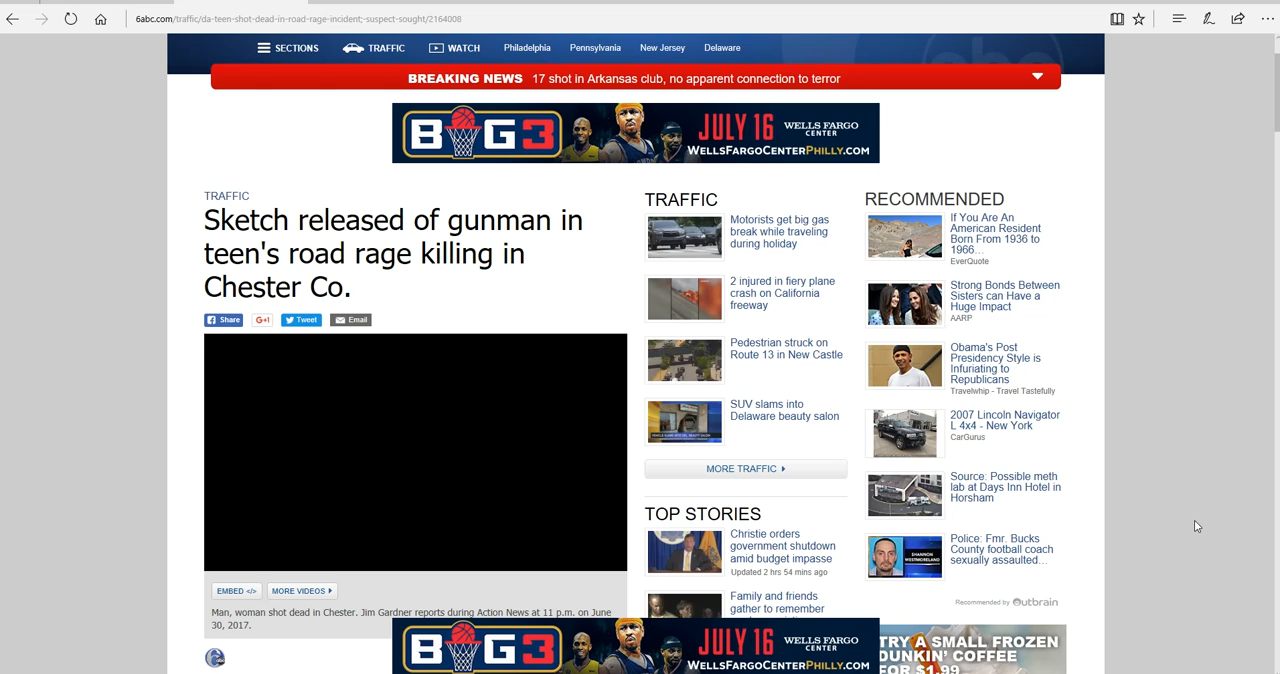 6abc.com/traffic/da-teen-shot-dead-in-road-rage-incident;-suspect-sought/2164008
SECTIONS
TRAFFIC
WATCH
Philadelphia
Pennsylvania
New Jersey
Delaware
BREAKING NEWS 17 shot in Arkansas club, no apparent connection to terror
BIG3
JULY 16
WELLS FARGO
CENTER
WELLSFARGOCENTERPHILLY.COM
TRAFFIC
Sketch released of gunman in
teen's road rage killing in
Chester Co.
Share
G+1
Tweet
Email
EMBED </>
MORE VIDEOS
Man, woman shot dead in Chester. Jim Gardner reports during Action News at 11 p.m. on June
30, 2017.
TRAFFIC
Motorists get big gas
break while traveling
during holiday
2 injured in fiery plane
crash on California
freeway
Pedestrian struck on
Route 13 in New Castle
SUV slams into
Delaware beauty salon
MORE TRAFFIC
TOP STORIES
Christie orders
government shutdown
amid budget impasse
Updated 2 hrs 54 mins ago
Family and friends
gather to remember
RECOMMENDED
If You Are An
American Resident
Born From 1936 to
1966...
EverQuote
Strong Bonds Between
Sisters can Have a
Huge Impact
AARP
Obama's Post
Presidency Style is
Infuriating to
Republicans
Travelwhip - Travel Tastefully
2007 Lincoln Navigator
L 4x4 - New York
CarGurus
Source: Possible meth
lab at Days Inn Hotel in
Horsham
Police: Fmr. Bucks
County football coach
sexually assaulted...
SHANNON
WESTMORELAND
Recommended by Outbrain
BIG3
JULY 16
WELLS FARGO
CENTER
WELLSFARGOCENTERPHILLY.COM
TRY A SMALL FROZEN
DUNKIN' COFFEE
FOR $1.99